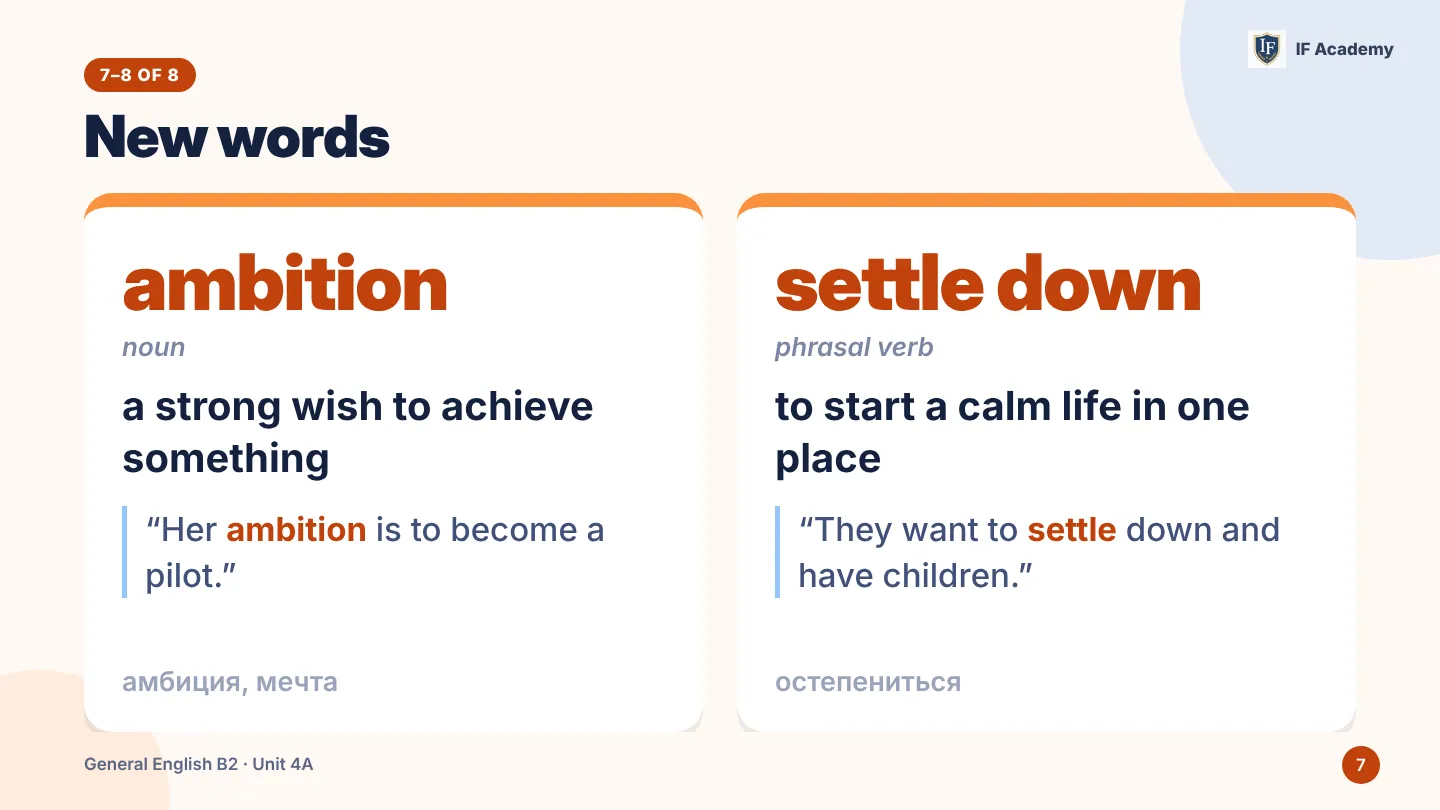 IF
IF Academy
7–8 OF 8
New words
ambition
noun
a strong wish to achieve
something
“Her ambition is to become a
pilot.”
амбиция, мечта
settle down
phrasal verb
to start a calm life in one
place
“They want to settle down and
have children.”
остепениться
General English B2 · Unit 4A
7